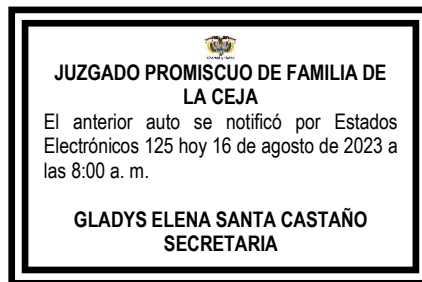 JUZGADO PROMISCUO DE FAMILIA DE
LA CEJA
El anterior auto se notificó por Estados
Electrónicos 125 hoy 16 de agosto de 2023 a
las 8:00 a. m.
GLADYS ELENA SANTA CASTAÑO
SECRETARIA